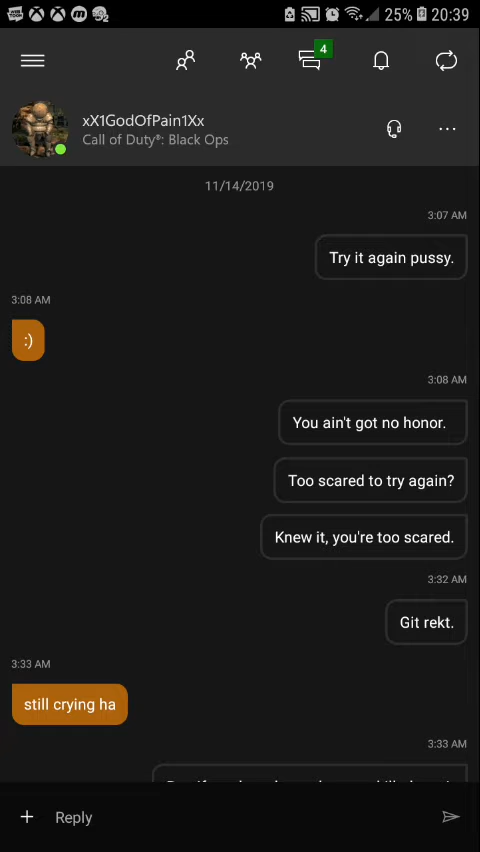 25% 20:39
4
xX1GodOfPain1Xx
Call of Duty®: Black Ops
11/14/2019
3:07 AM
Try it again pussy.
3:08 AM
:)
3:08 AM
You ain't got no honor.
Too scared to try again?
Knew it, you're too scared.
3:32 AM
Git rekt.
3:33 AM
still crying ha
3:33 AM
+ Reply